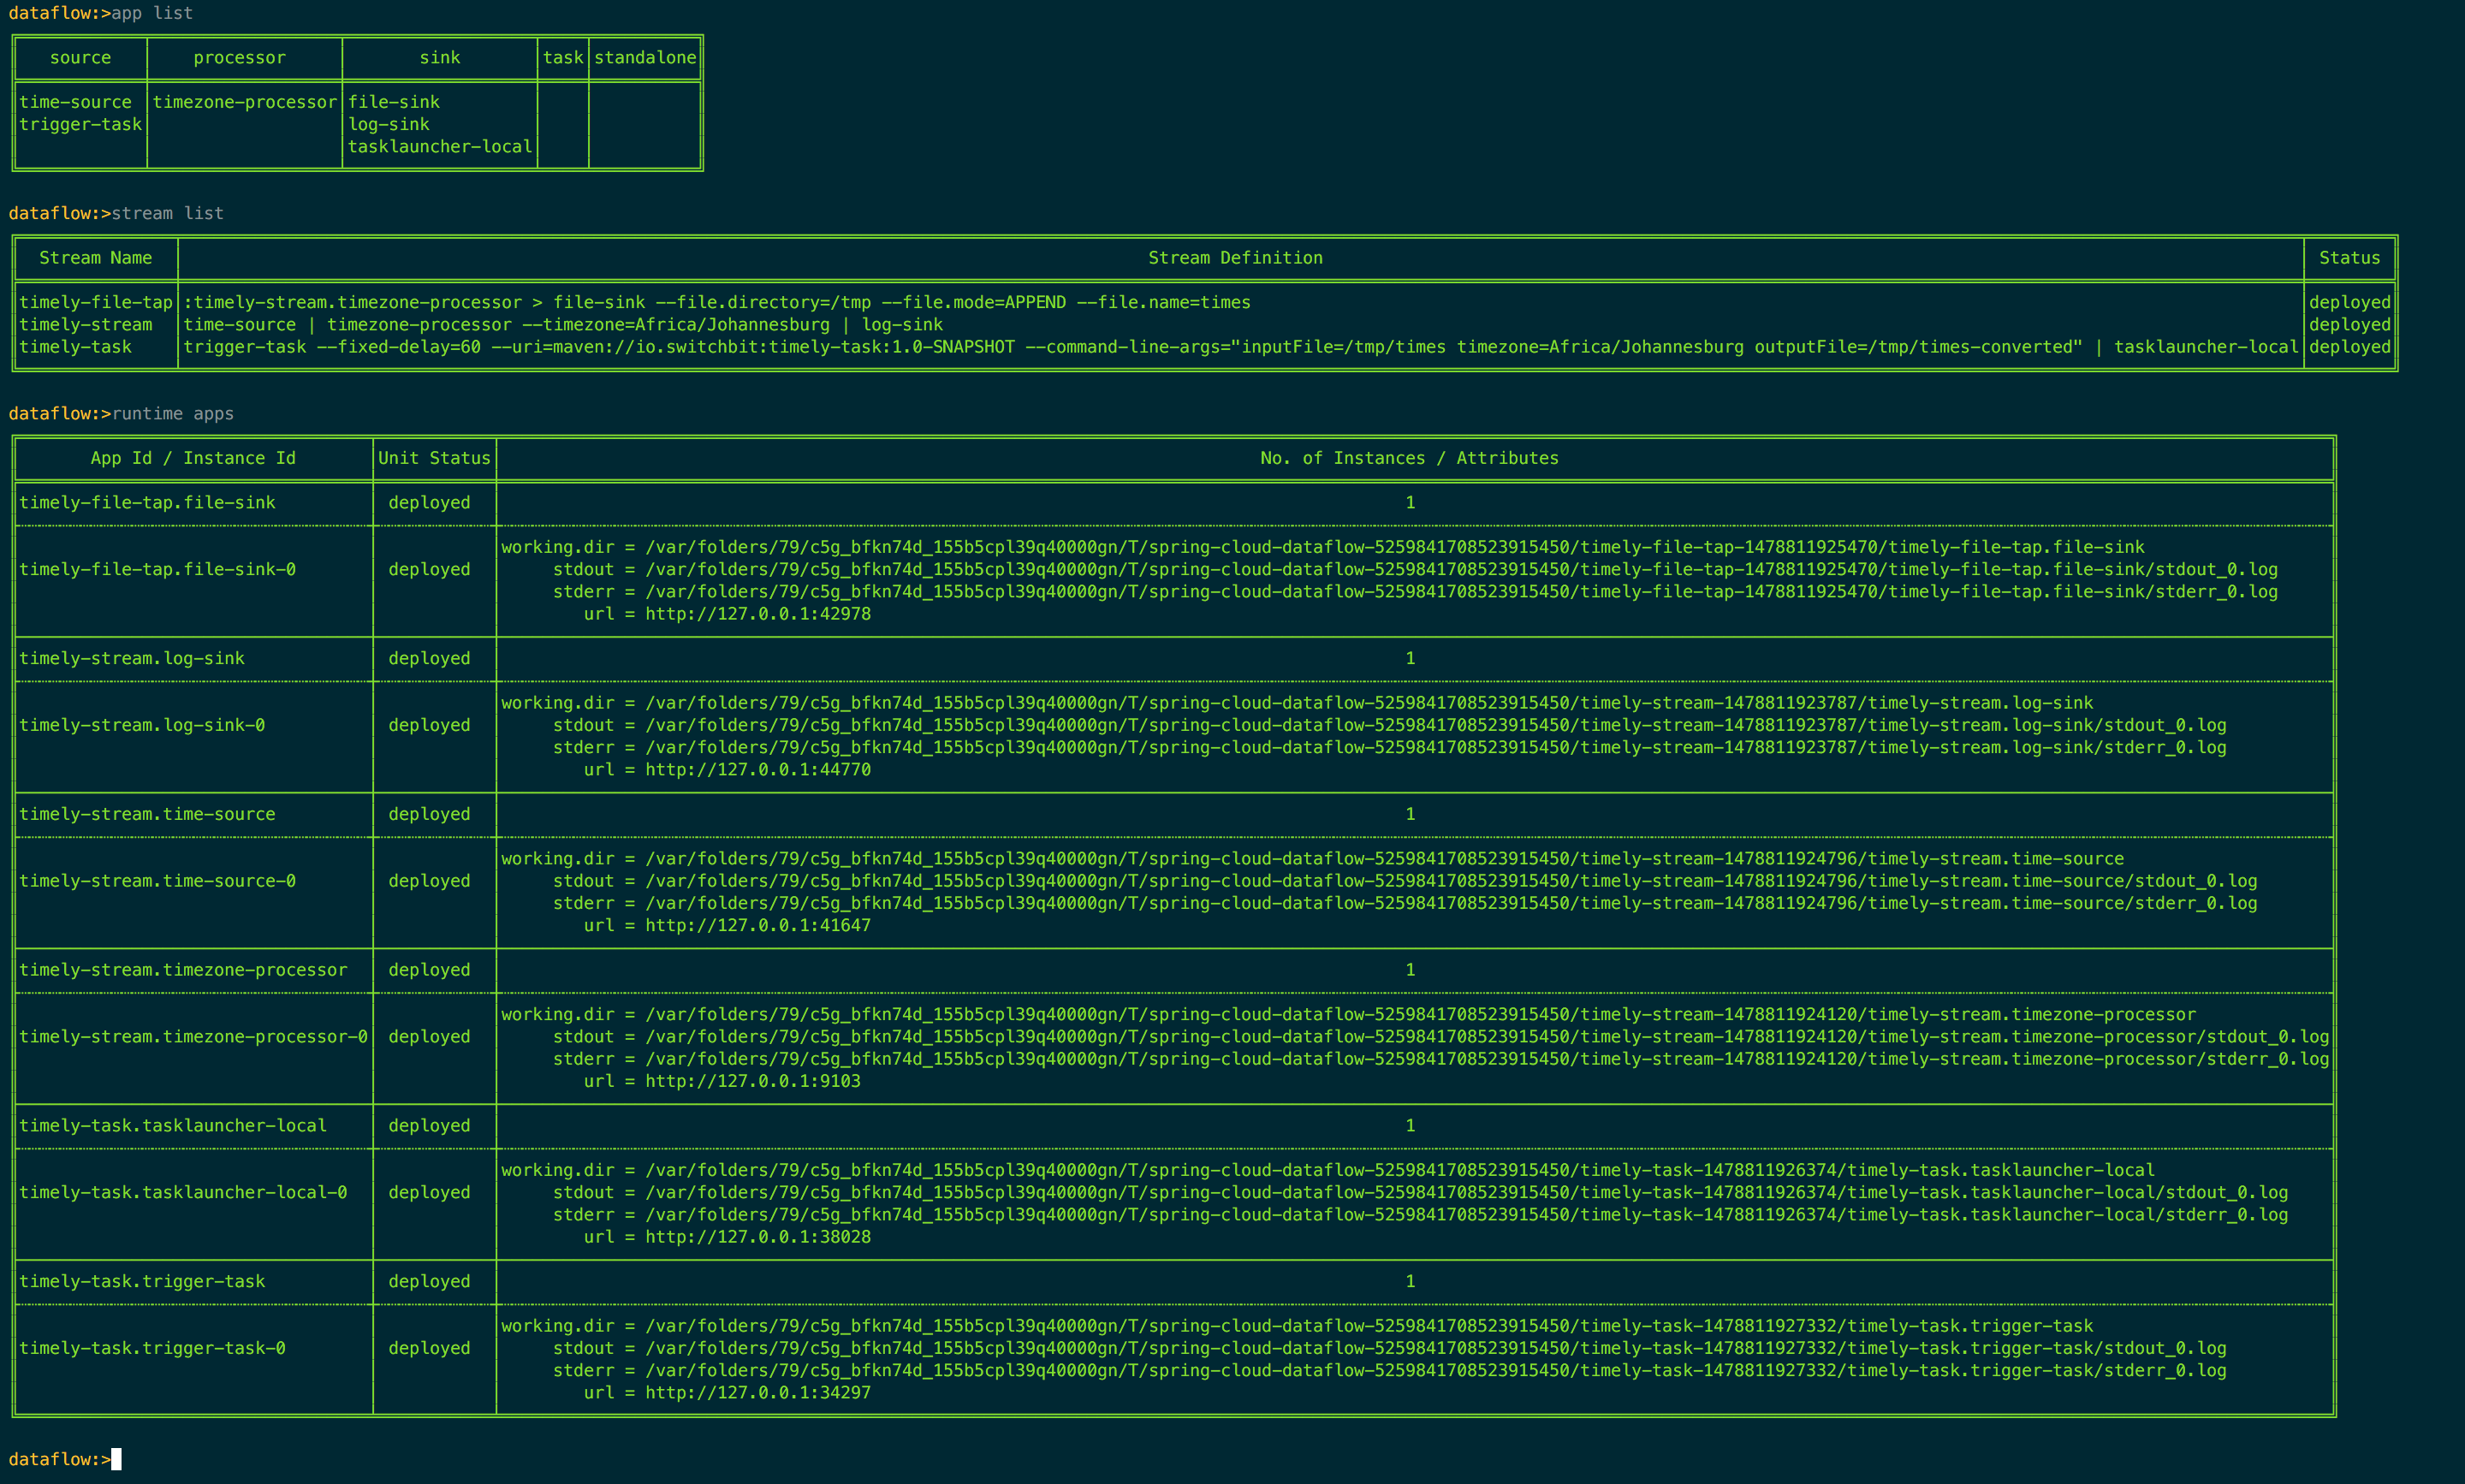 dataflow:>app list
source processor sink task standalone
time-source timezone-processor file-sink
trigger-task log-sink
tasklauncher-local
dataflow:>stream list
Stream Name Stream Definition Status
timely-file-tap :timely-stream.timezone-processor > file-sink --file.directory=/tmp --file.mode=APPEND --file.name=times deployed
timely-stream time-source | timezone-processor --timezone=Africa/Johannesburg | log-sink deployed
timely-task trigger-task --fixed-delay=60 --uri=maven://io.switchbit:timely-task:1.0-SNAPSHOT --command-line-args="inputFile=/tmp/times timezone=Africa/Johannesburg outputFile=/tmp/times-converted" | tasklauncher-local deployed
dataflow:>runtime apps
App Id / Instance Id Unit Status No. of Instances / Attributes
timely-file-tap.file-sink deployed 1
working.dir = /var/folders/79/c5g_bfkn74d_155b5cpl39q40000gn/T/spring-cloud-dataflow-5259841708523915450/timely-file-tap-1478811925470/timely-file-tap.file-sink
timely-file-tap.file-sink-0 deployed stdout = /var/folders/79/c5g_bfkn74d_155b5cpl39q40000gn/T/spring-cloud-dataflow-5259841708523915450/timely-file-tap-1478811925470/timely-file-tap.file-sink/stdout_0.log
stderr = /var/folders/79/c5g_bfkn74d_155b5cpl39q40000gn/T/spring-cloud-dataflow-5259841708523915450/timely-file-tap-1478811925470/timely-file-tap.file-sink/stderr_0.log
url = http://127.0.0.1:42978
timely-stream.log-sink deployed 1
working.dir = /var/folders/79/c5g_bfkn74d_155b5cpl39q40000gn/T/spring-cloud-dataflow-5259841708523915450/timely-stream-1478811923787/timely-stream.log-sink
timely-stream.log-sink-0 deployed stdout = /var/folders/79/c5g_bfkn74d_155b5cpl39q40000gn/T/spring-cloud-dataflow-5259841708523915450/timely-stream-1478811923787/timely-stream.log-sink/stdout_0.log
stderr = /var/folders/79/c5g_bfkn74d_155b5cpl39q40000gn/T/spring-cloud-dataflow-5259841708523915450/timely-stream-1478811923787/timely-stream.log-sink/stderr_0.log
url = http://127.0.0.1:44770
timely-stream.time-source deployed 1
working.dir = /var/folders/79/c5g_bfkn74d_155b5cpl39q40000gn/T/spring-cloud-dataflow-5259841708523915450/timely-stream-1478811924796/timely-stream.time-source
timely-stream.time-source-0 deployed stdout = /var/folders/79/c5g_bfkn74d_155b5cpl39q40000gn/T/spring-cloud-dataflow-5259841708523915450/timely-stream-1478811924796/timely-stream.time-source/stdout_0.log
stderr = /var/folders/79/c5g_bfkn74d_155b5cpl39q40000gn/T/spring-cloud-dataflow-5259841708523915450/timely-stream-1478811924796/timely-stream.time-source/stderr_0.log
url = http://127.0.0.1:41647
timely-stream.timezone-processor deployed 1
working.dir = /var/folders/79/c5g_bfkn74d_155b5cpl39q40000gn/T/spring-cloud-dataflow-5259841708523915450/timely-stream-1478811924120/timely-stream.timezone-processor
timely-stream.timezone-processor-0 deployed stdout = /var/folders/79/c5g_bfkn74d_155b5cpl39q40000gn/T/spring-cloud-dataflow-5259841708523915450/timely-stream-1478811924120/timely-stream.timezone-processor/stdout_0.log
stderr = /var/folders/79/c5g_bfkn74d_155b5cpl39q40000gn/T/spring-cloud-dataflow-5259841708523915450/timely-stream-1478811924120/timely-stream.timezone-processor/stderr_0.log
url = http://127.0.0.1:9103
timely-task.tasklauncher-local deployed 1
working.dir = /var/folders/79/c5g_bfkn74d_155b5cpl39q40000gn/T/spring-cloud-dataflow-5259841708523915450/timely-task-1478811926374/timely-task.tasklauncher-local
timely-task.tasklauncher-local-0 deployed stdout = /var/folders/79/c5g_bfkn74d_155b5cpl39q40000gn/T/spring-cloud-dataflow-5259841708523915450/timely-task-1478811926374/timely-task.tasklauncher-local/stdout_0.log
stderr = /var/folders/79/c5g_bfkn74d_155b5cpl39q40000gn/T/spring-cloud-dataflow-5259841708523915450/timely-task-1478811926374/timely-task.tasklauncher-local/stderr_0.log
url = http://127.0.0.1:38028
timely-task.trigger-task deployed 1
working.dir = /var/folders/79/c5g_bfkn74d_155b5cpl39q40000gn/T/spring-cloud-dataflow-5259841708523915450/timely-task-1478811927332/timely-task.trigger-task
timely-task.trigger-task-0 deployed stdout = /var/folders/79/c5g_bfkn74d_155b5cpl39q40000gn/T/spring-cloud-dataflow-5259841708523915450/timely-task-1478811927332/timely-task.trigger-task/stdout_0.log
stderr = /var/folders/79/c5g_bfkn74d_155b5cpl39q40000gn/T/spring-cloud-dataflow-5259841708523915450/timely-task-1478811927332/timely-task.trigger-task/stderr_0.log
url = http://127.0.0.1:34297
dataflow:>